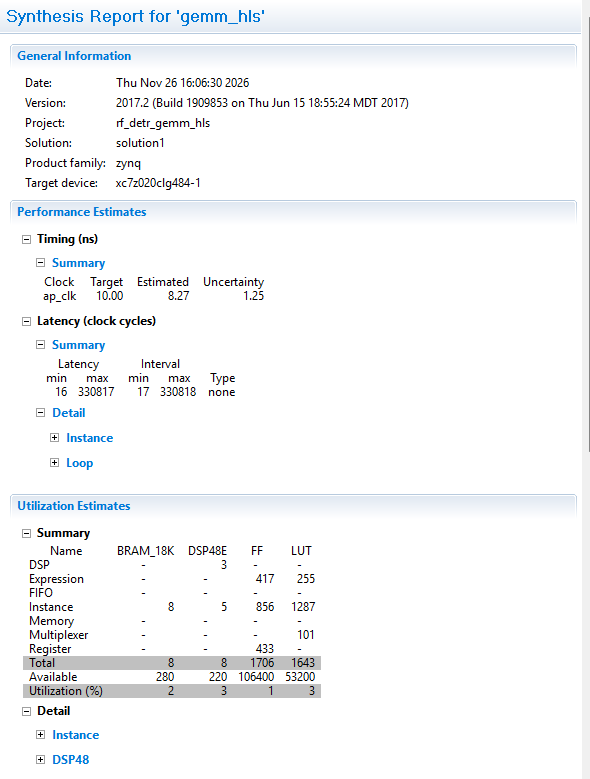 Synthesis Report for 'gemm_hls'
General Information
Date: Thu Nov 26 16:06:30 2026
Version: 2017.2 (Build 1909853 on Thu Jun 15 18:55:24 MDT 2017)
Project: rf_detr_gemm_hls
Solution: solution1
Product family: zynq
Target device: xc7z020clg484-1
Performance Estimates
Timing (ns)
Summary
Clock Target Estimated Uncertainty
ap_clk 10.00 8.27 1.25
Latency (clock cycles)
Summary
Latency Interval
min max min max Type
16 330817 17 330818 none
Detail
Instance
Loop
Utilization Estimates
Summary
Name BRAM_18K DSP48E FF LUT
DSP - 3 - -
Expression - - 417 255
FIFO - - - -
Instance 8 5 856 1287
Memory - - - -
Multiplexer - - - 101
Register - - 433 -
Total 8 8 1706 1643
Available 280 220 106400 53200
Utilization (%) 2 3 1 3
Detail
Instance
DSP48